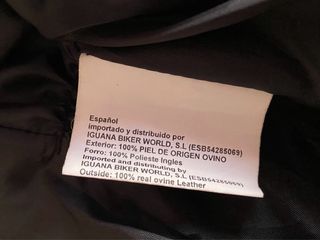 Español
importado y distribuido por
IGUANA BIKER WORLD, S.L (ESB54285069)
Exterior: 100% PIEL DE ORIGEN OVINO
Forro: 100% Polieste Ingles
Imported and distributed by
IGUANA BIKER WORLD, S.L (ESB54285069)
Outside: 100% real ovine Leather